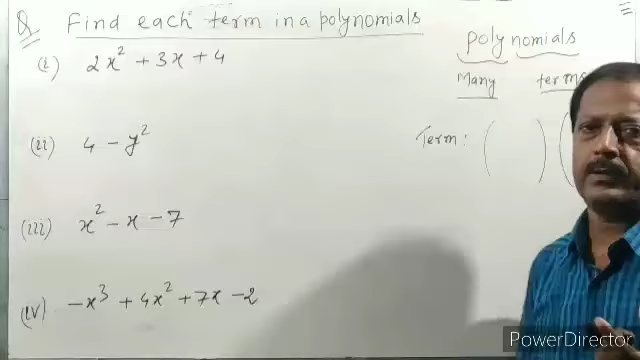 Q. Find each term in a polynomials
(i) 2x² + 3x + 4
(ii) 4 - y²
(iii) x² - x - 7
(iv) -x³ + 4x² + 7x - 2
polynomials
Many terms
Term: ( ) (
PowerDirector